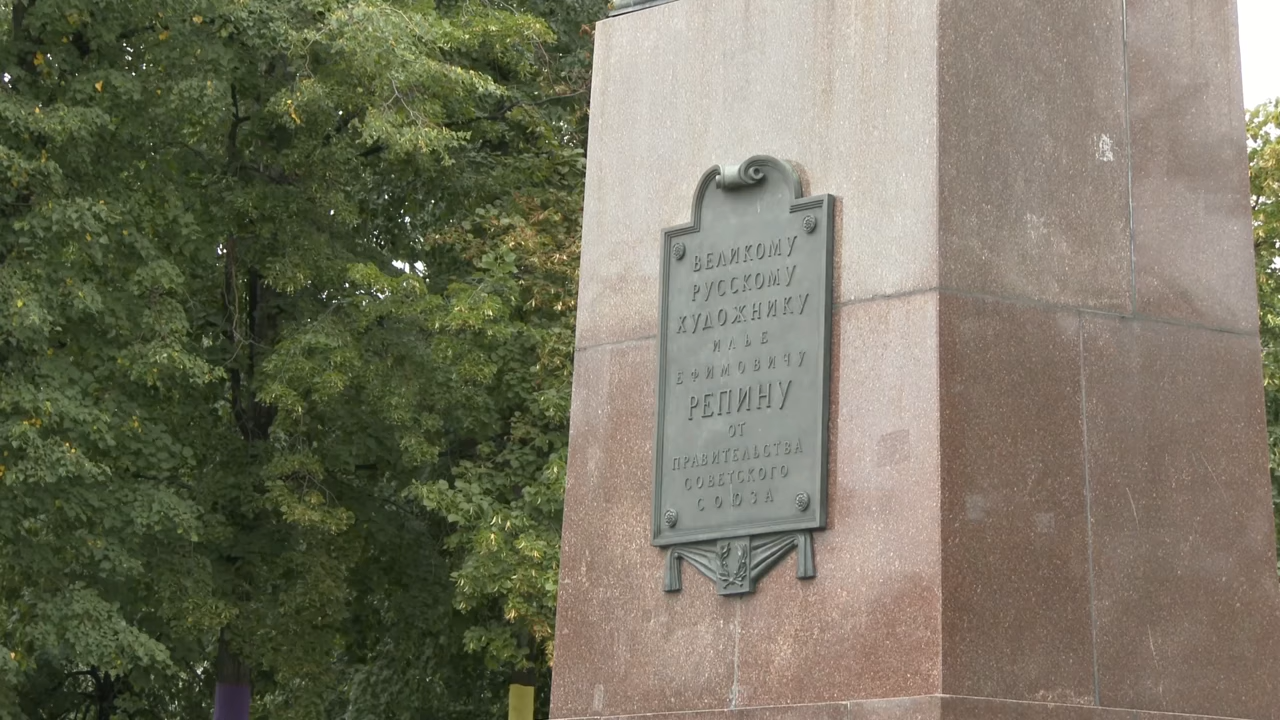 ВЕЛИКОМУ
РУССКОМУ
ХУДОЖНИКУ
ИЛЬЕ
ЕФИМОВИЧУ
РЕПИНУ
ОТ
ПРАВИТЕЛЬСТВА
СОВЕТСКОГО
СОЮЗА